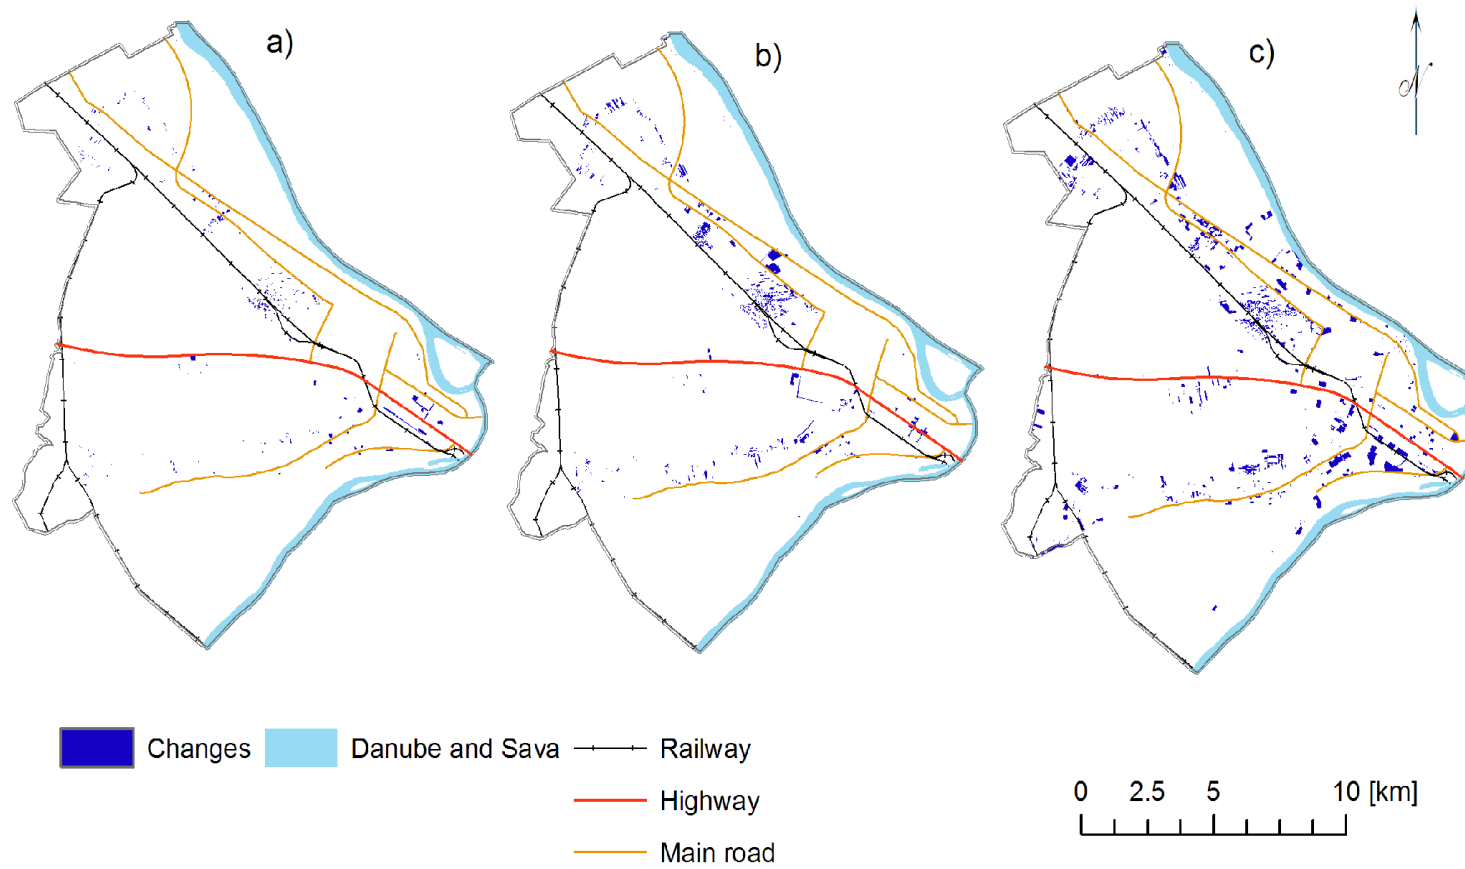 a)
b)
c)
N
Changes
Danube and Sava
Railway
Highway
Main road
0 2.5 5 10 [km]